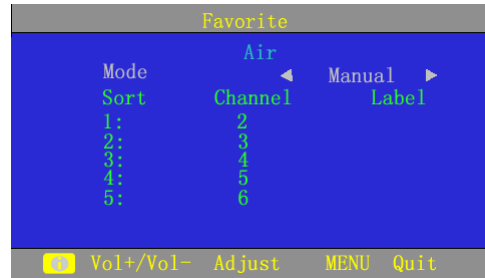 Favorite
Air
Mode ◀ Manual ▶
Sort Channel Label
1: 2
2: 3
3: 4
4: 5
5: 6
Vol+/Vol- Adjust MENU Quit